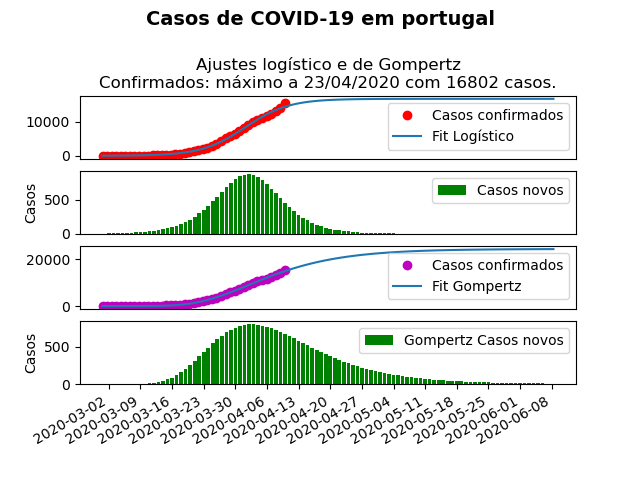 Casos de COVID-19 em portugal
Ajustes logístico e de Gompertz
Confirmados: máximo a 23/04/2020 com 16802 casos.
10000
0
Casos confirmados
Fit Logístico
Casos
500
0
Casos novos
20000
0
Casos confirmados
Fit Gompertz
Casos
500
0
Gompertz Casos novos
2020-03-02
2020-03-09
2020-03-16
2020-03-23
2020-03-30
2020-04-06
2020-04-13
2020-04-20
2020-04-27
2020-05-04
2020-05-11
2020-05-18
2020-05-25
2020-06-01
2020-06-08